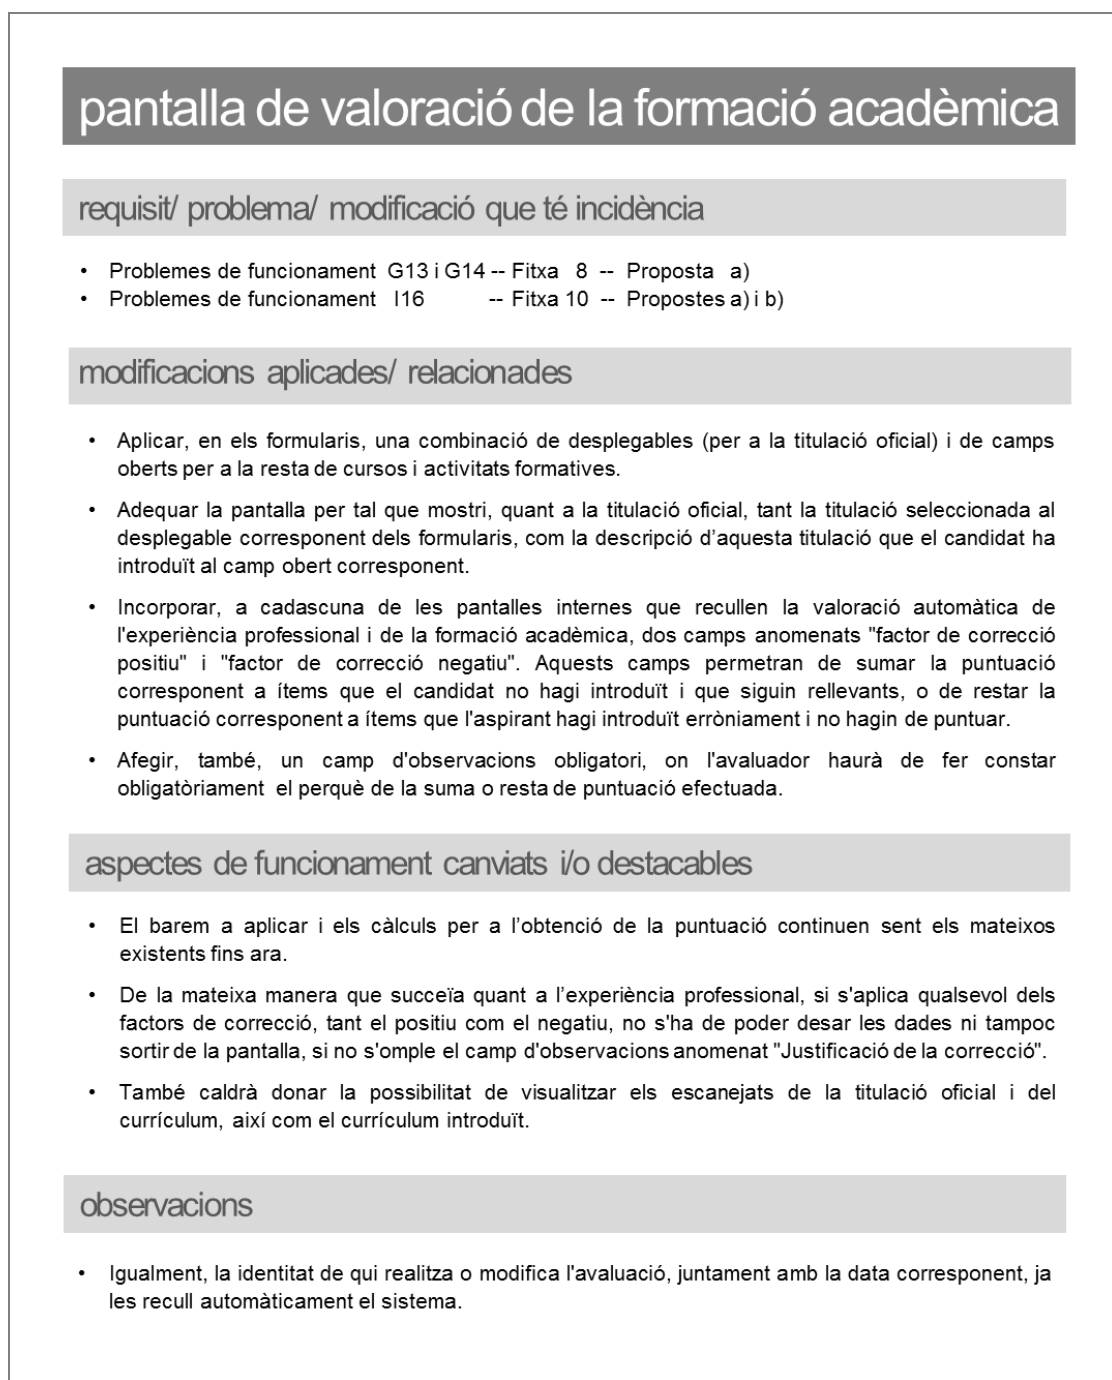 pantalla de valoració de la formació acadèmica
requisit/ problema/ modificació que té incidència
• Problemes de funcionament G13 i G14 -- Fitxa 8 -- Proposta a)
• Problemes de funcionament I16 -- Fitxa 10 -- Propostes a) i b)
modificacions aplicades/ relacionades
• Aplicar, en els formularis, una combinació de desplegables (per a la titulació oficial) i de camps
oberts per a la resta de cursos i activitats formatives.
• Adequar la pantalla per tal que mostri, quant a la titulació oficial, tant la titulació seleccionada al
desplegable corresponent dels formularis, com la descripció d’aquesta titulació que el candidat ha
introduït al camp obert corresponent.
• Incorporar, a cadascuna de les pantalles internes que recullen la valoració automàtica de
l'experiència professional i de la formació acadèmica, dos camps anomenats "factor de correcció
positiu" i "factor de correcció negatiu". Aquests camps permetran de sumar la puntuació
corresponent a ítems que el candidat no hagi introduït i que siguin rellevants, o de restar la
puntuació corresponent a ítems que l'aspirant hagi introduït erròniament i no hagin de puntuar.
• Afegir, també, un camp d'observacions obligatori, on l'avaluador haurà de fer constar
obligatòriament el perquè de la suma o resta de puntuació efectuada.
aspectes de funcionament canviats i/o destacables
• El barem a aplicar i els càlculs per a l’obtenció de la puntuació continuen sent els mateixos
existents fins ara.
• De la mateixa manera que succeïa quant a l’experiència professional, si s'aplica qualsevol dels
factors de correcció, tant el positiu com el negatiu, no s'ha de poder desar les dades ni tampoc
sortir de la pantalla, si no s'omple el camp d'observacions anomenat "Justificació de la correcció".
• També caldrà donar la possibilitat de visualitzar els escanejats de la titulació oficial i del
currículum, així com el currículum introduït.
observacions
• Igualment, la identitat de qui realitza o modifica l'avaluació, juntament amb la data corresponent, ja
les recull automàticament el sistema.